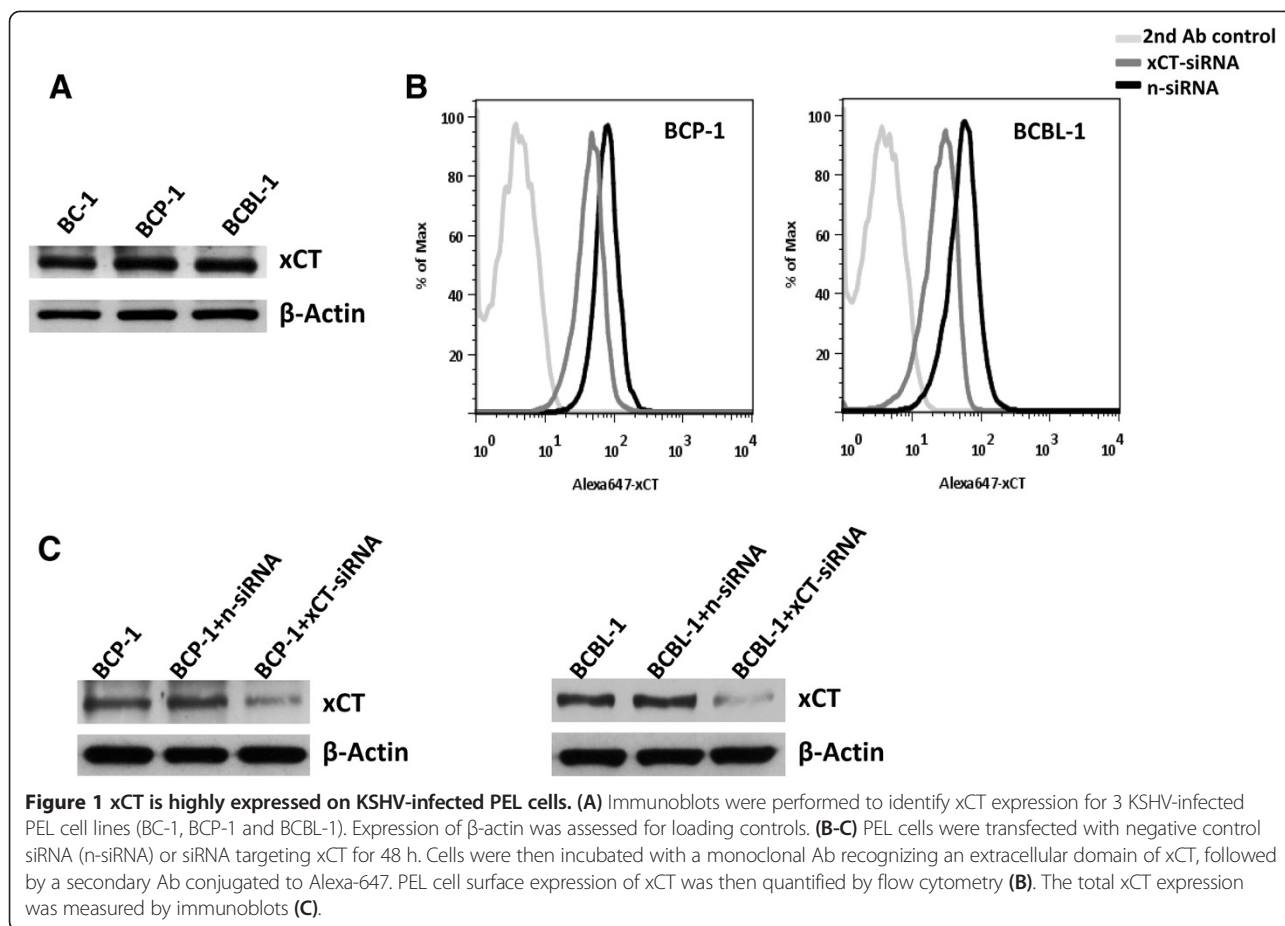 2nd Ab control
xCT-siRNA
n-siRNA
A
BC-1
BCP-1
BCBL-1
xCT
β-Actin
B
BCP-1
% of Max
100
80
60
40
20
10^0 10^1 10^2 10^3 10^4
Alexa647-xCT
BCBL-1
% of Max
100
80
60
40
20
10^0 10^1 10^2 10^3 10^4
Alexa647-xCT
C
BCP-1
BCP-1+n-siRNA
BCP-1+xCT-siRNA
xCT
β-Actin
BCBL-1
BCBL-1+n-siRNA
BCBL-1+xCT-siRNA
xCT
β-Actin
Figure 1 xCT is highly expressed on KSHV-infected PEL cells. (A) Immunoblots were performed to identify xCT expression for 3 KSHV-infected
PEL cell lines (BC-1, BCP-1 and BCBL-1). Expression of β-actin was assessed for loading controls. (B-C) PEL cells were transfected with negative control
siRNA (n-siRNA) or siRNA targeting xCT for 48 h. Cells were then incubated with a monoclonal Ab recognizing an extracellular domain of xCT, followed
by a secondary Ab conjugated to Alexa-647. PEL cell surface expression of xCT was then quantified by flow cytometry (B). The total xCT expression
was measured by immunoblots (C).